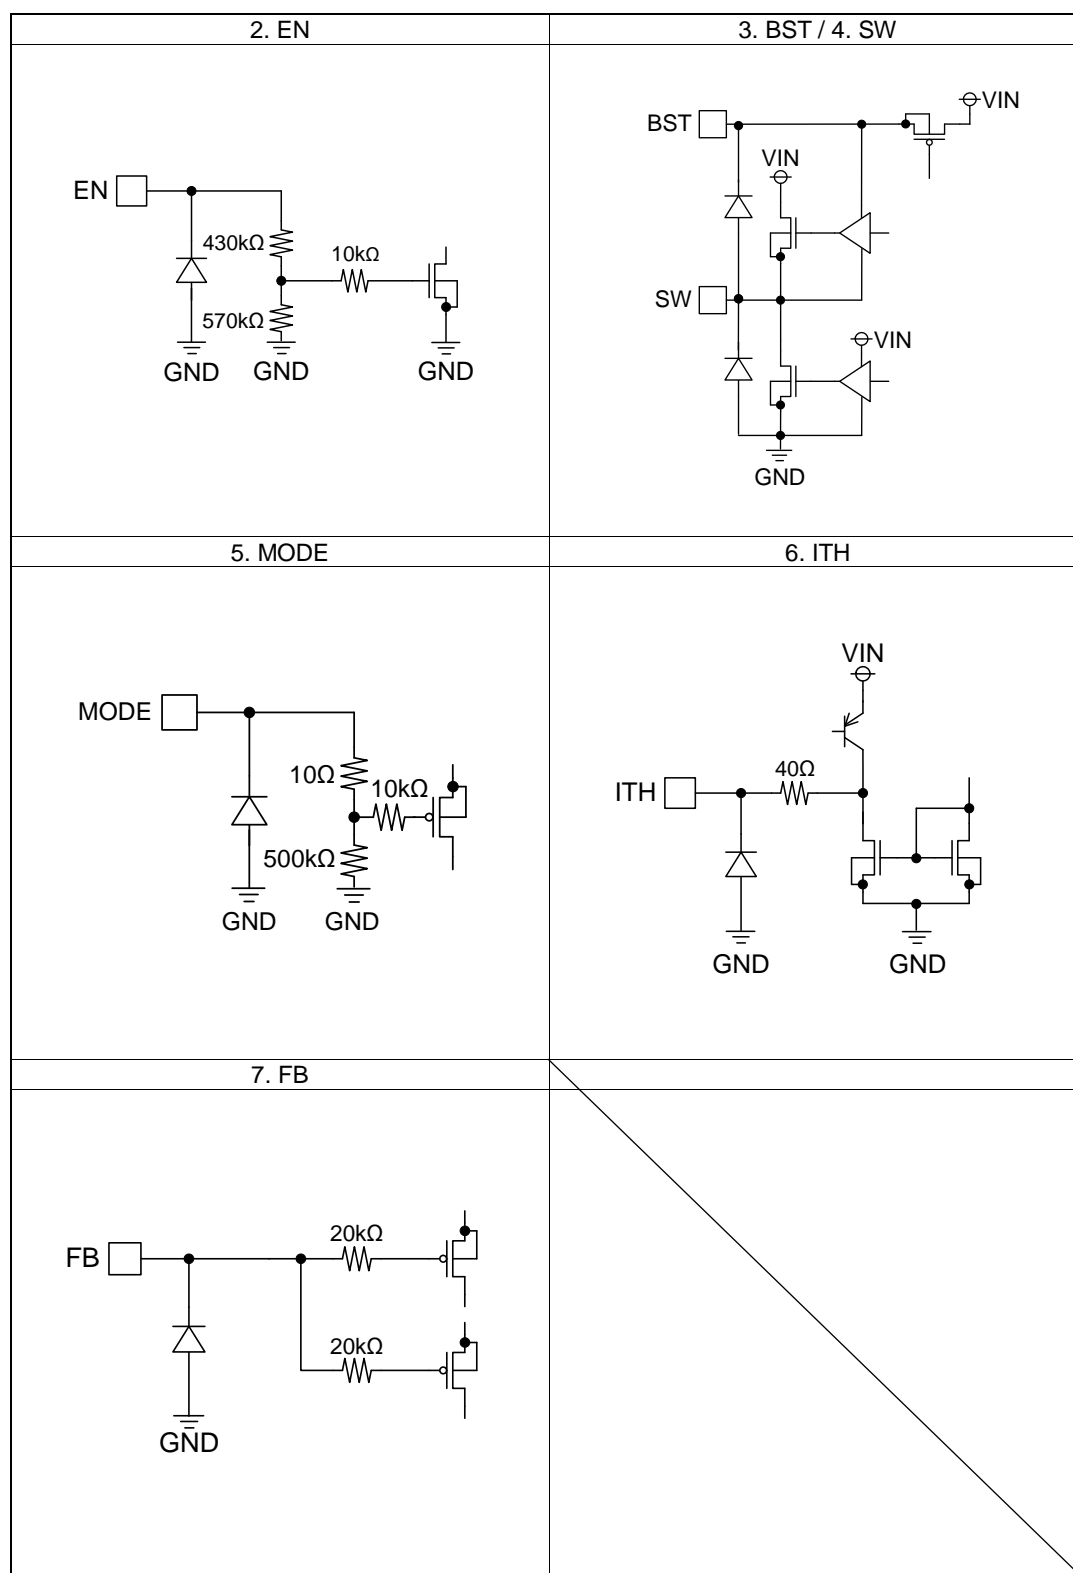 2. EN
3. BST / 4. SW
EN
430kΩ
10kΩ
570kΩ
GND
GND
GND
BST
VIN
VIN
SW
VIN
GND
5. MODE
6. ITH
MODE
10Ω
10kΩ
500kΩ
GND
GND
VIN
ITH
40Ω
GND
GND
7. FB
FB
20kΩ
20kΩ
GND